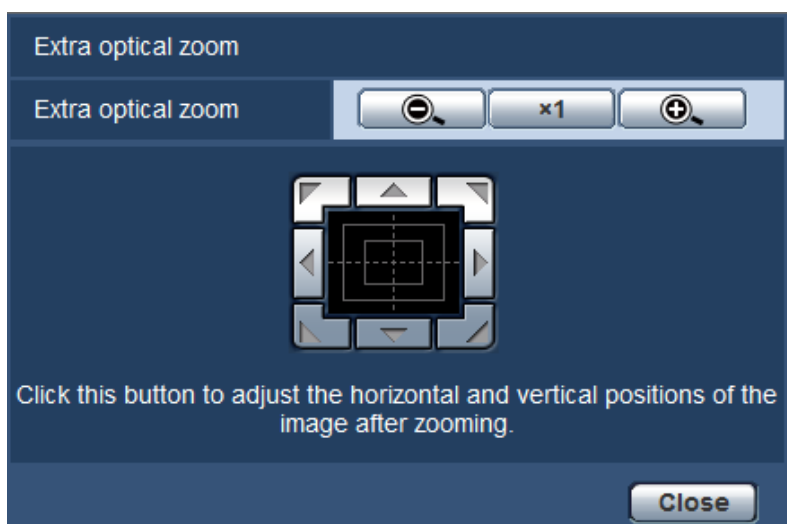 Extra optical zoom
Extra optical zoom
×1
Click this button to adjust the horizontal and vertical positions of the
image after zooming.
Close